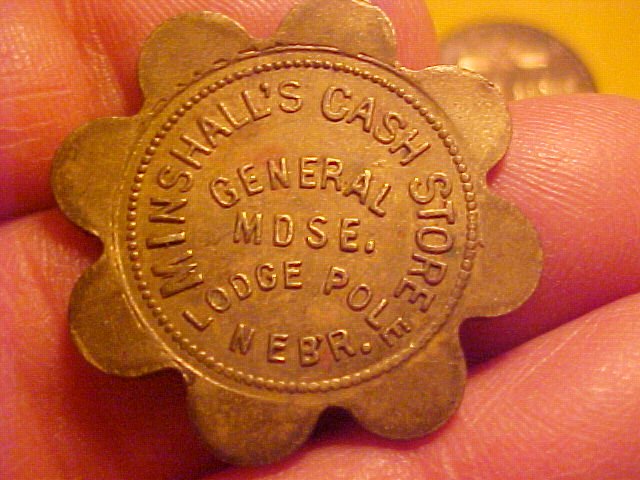 MINSHALL'S CASH STORE
GENERAL
MDSE.
LODGE POLE
NEBR.